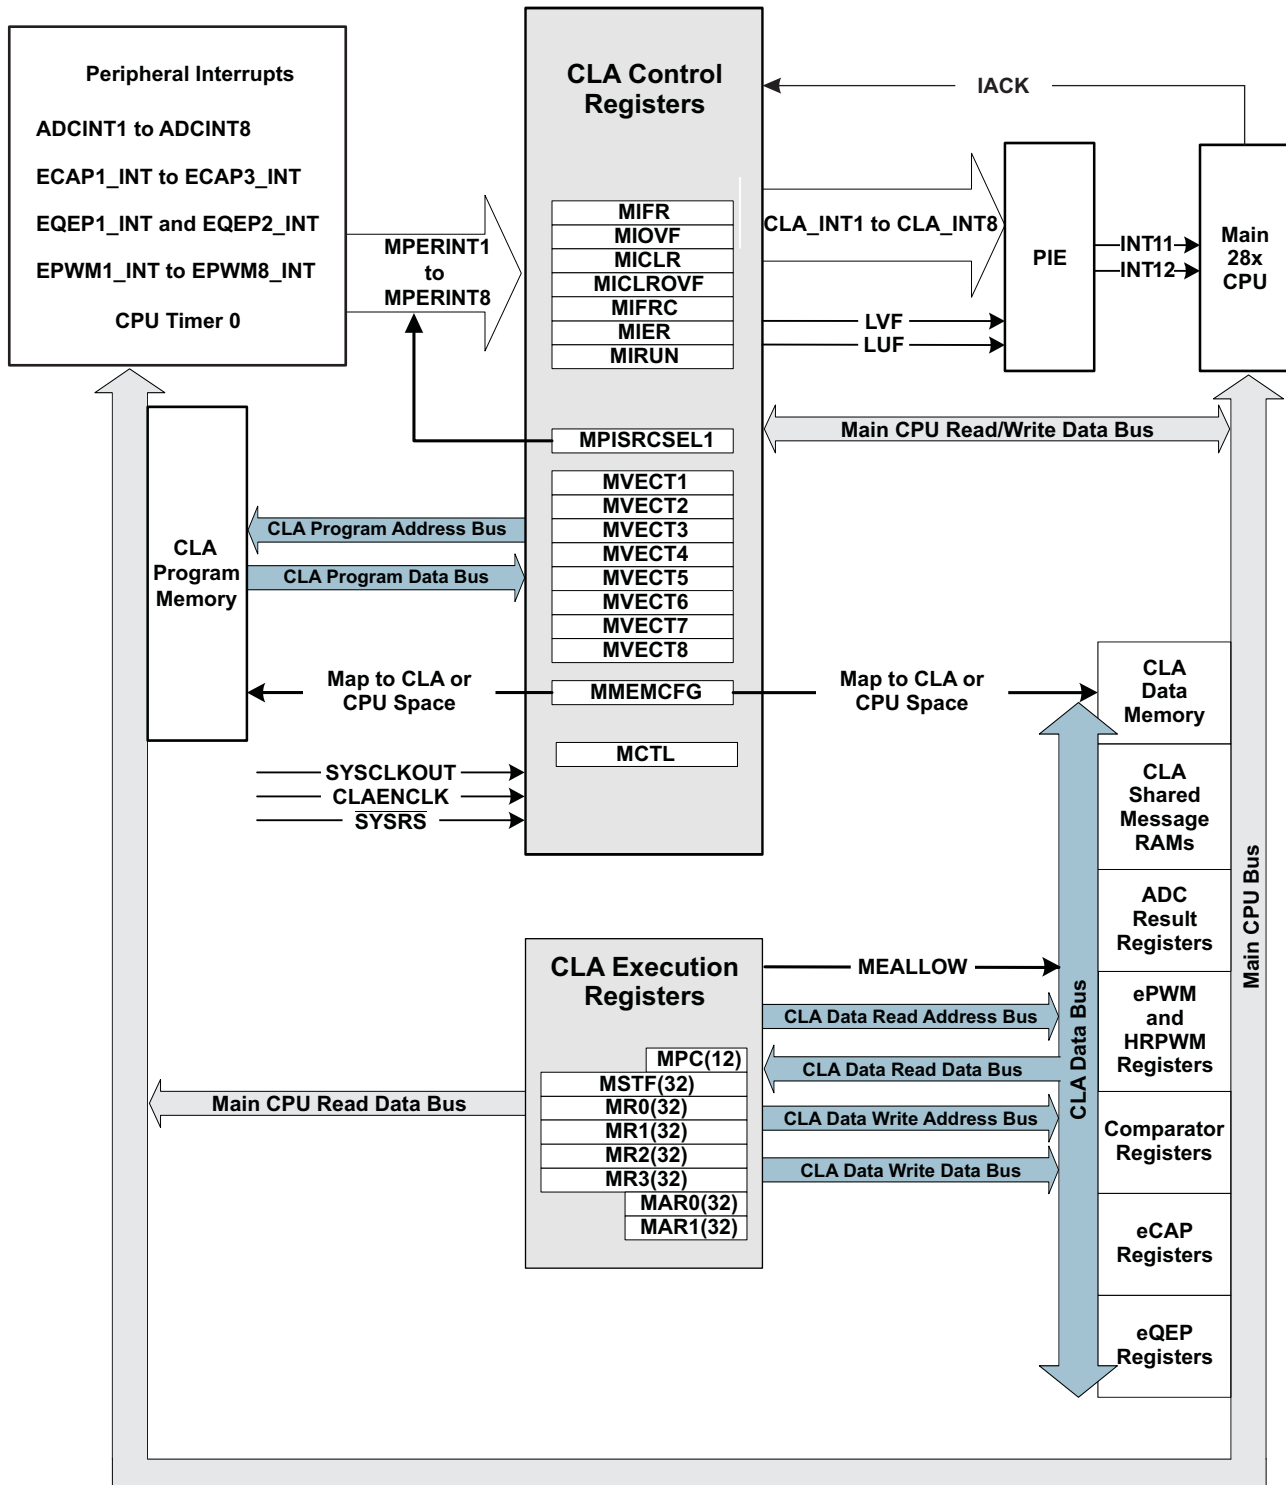 Peripheral Interrupts
ADCINT1 to ADCINT8
ECAP1_INT to ECAP3_INT
EQEP1_INT and EQEP2_INT
EPWM1_INT to EPWM8_INT
CPU Timer 0
MPERINT1
to
MPERINT8
CLA Control
Registers
MIFR
MIOVF
MICLR
MICLROVF
MIFRC
MIER
MIRUN
MPISRCSEL1
MVECT1
MVECT2
MVECT3
MVECT4
MVECT5
MVECT6
MVECT7
MVECT8
MMEMCFG
MCTL
IACK
CLA_INT1 to CLA_INT8
LVF
LUF
PIE
INT11
INT12
Main
28x
CPU
Main CPU Read/Write Data Bus
CLA
Program
Memory
CLA Program Address Bus
CLA Program Data Bus
Map to CLA or
CPU Space
Map to CLA or
CPU Space
SYSCLKOUT
CLAENCLK
SYSRS
CLA
Data
Memory
CLA
Shared
Message
RAMs
ADC
Result
Registers
ePWM
and
HRPWM
Registers
Comparator
Registers
eCAP
Registers
eQEP
Registers
Main CPU Bus
CLA Data Bus
CLA Execution
Registers
MPC(12)
MSTF(32)
MR0(32)
MR1(32)
MR2(32)
MR3(32)
MAR0(32)
MAR1(32)
MEALLOW
CLA Data Read Address Bus
CLA Data Read Data Bus
CLA Data Write Address Bus
CLA Data Write Data Bus
Main CPU Read Data Bus